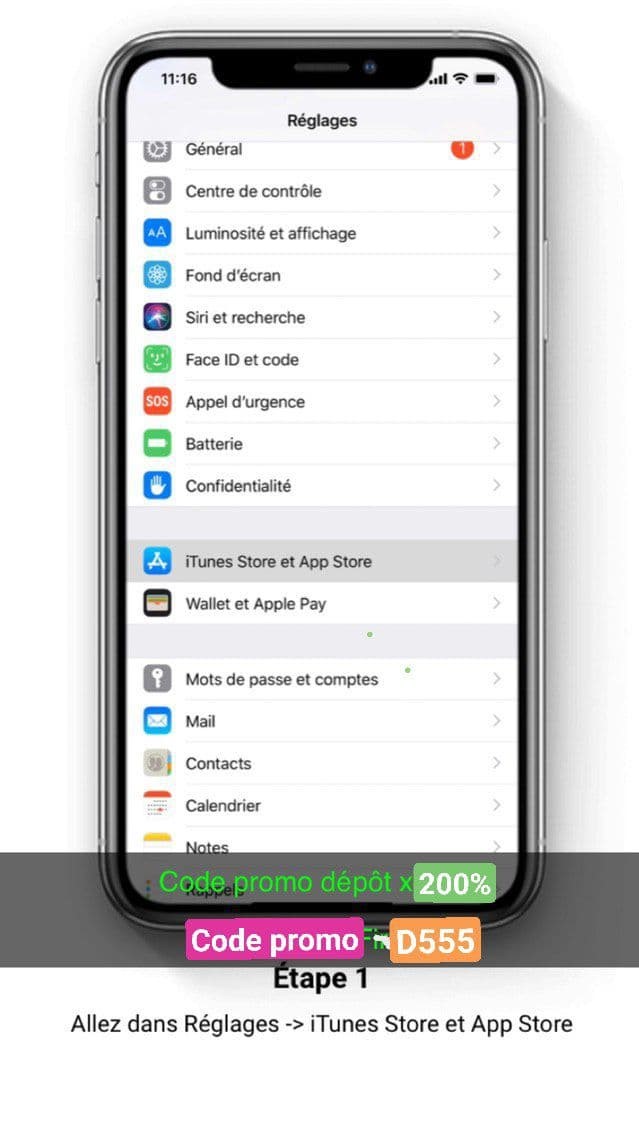 11:16
Réglages
Général
1
Centre de contrôle
AA
Luminosité et affichage
Fond d'écran
Siri et recherche
Face ID et code
SOS
Appel d'urgence
Batterie
Confidentialité
iTunes Store et App Store
Wallet et Apple Pay
Mots de passe et comptes
Mail
Contacts
Calendrier
Notes
Rappels
Code promo dépôt x 200%
Code promo D555
Étape 1
Allez dans Réglages -> iTunes Store et App Store